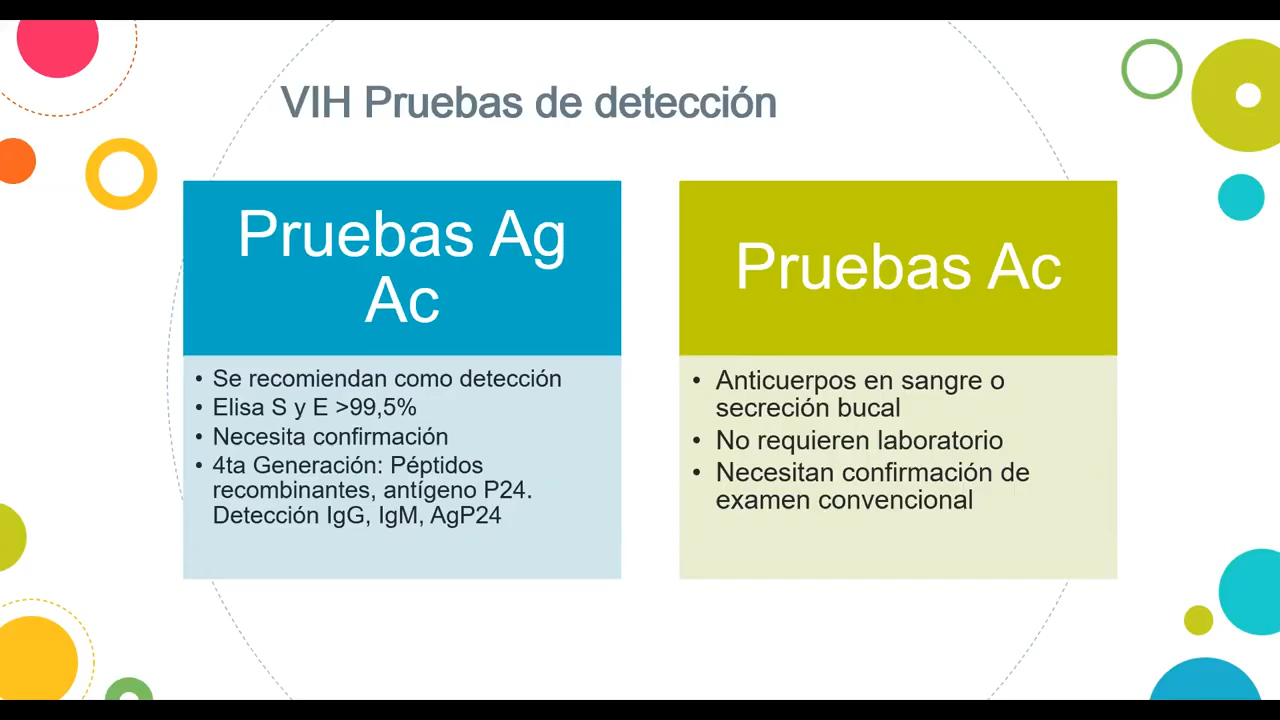 VIH Pruebas de detección
Pruebas Ag
Ac
• Se recomiendan como detección
• Elisa S y E >99,5%
• Necesita confirmación
• 4ta Generación: Péptidos
recombinantes, antígeno P24.
Detección IgG, IgM, AgP24
Pruebas Ac
• Anticuerpos en sangre o
secreción bucal
• No requieren laboratorio
• Necesitan confirmación de
examen convencional